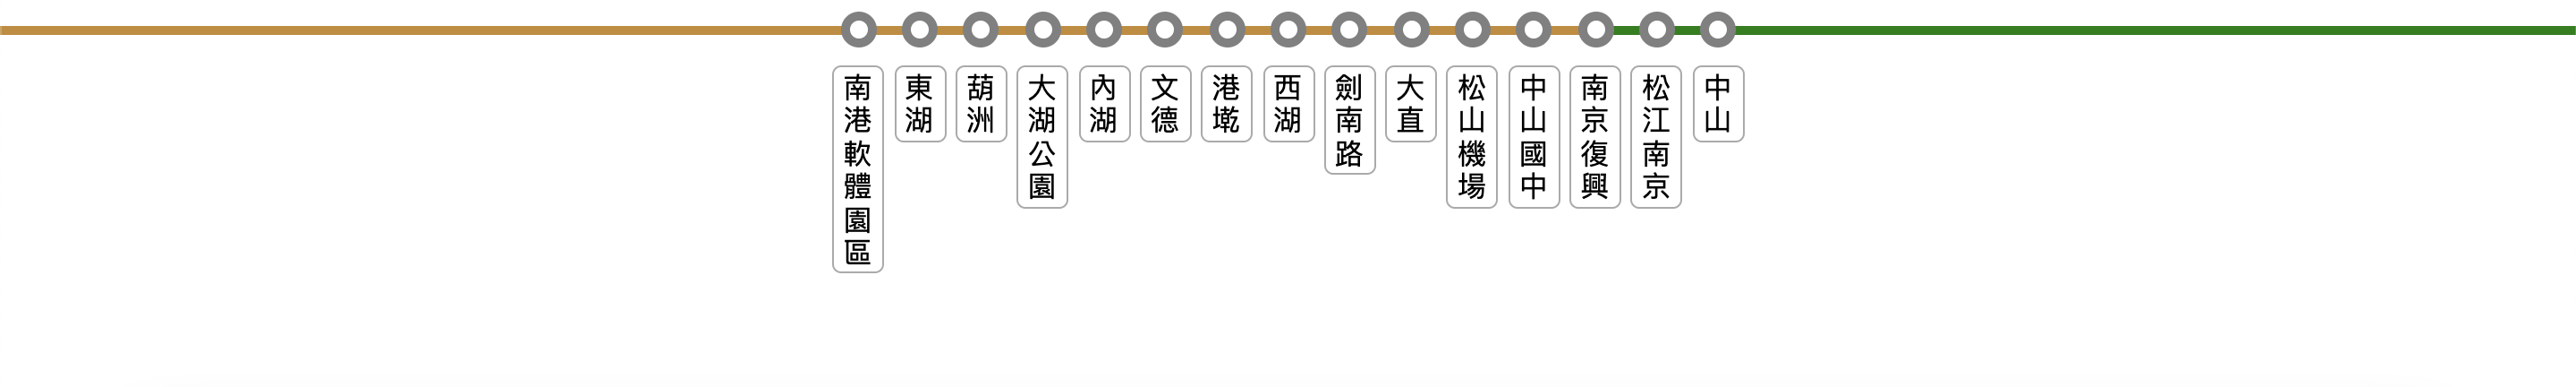 南港軟體園區
東湖
葫洲
大湖公園
內湖
文德
港墘
西湖
劍南路
大直
松山機場
中山國中
南京復興
松江南京
中山